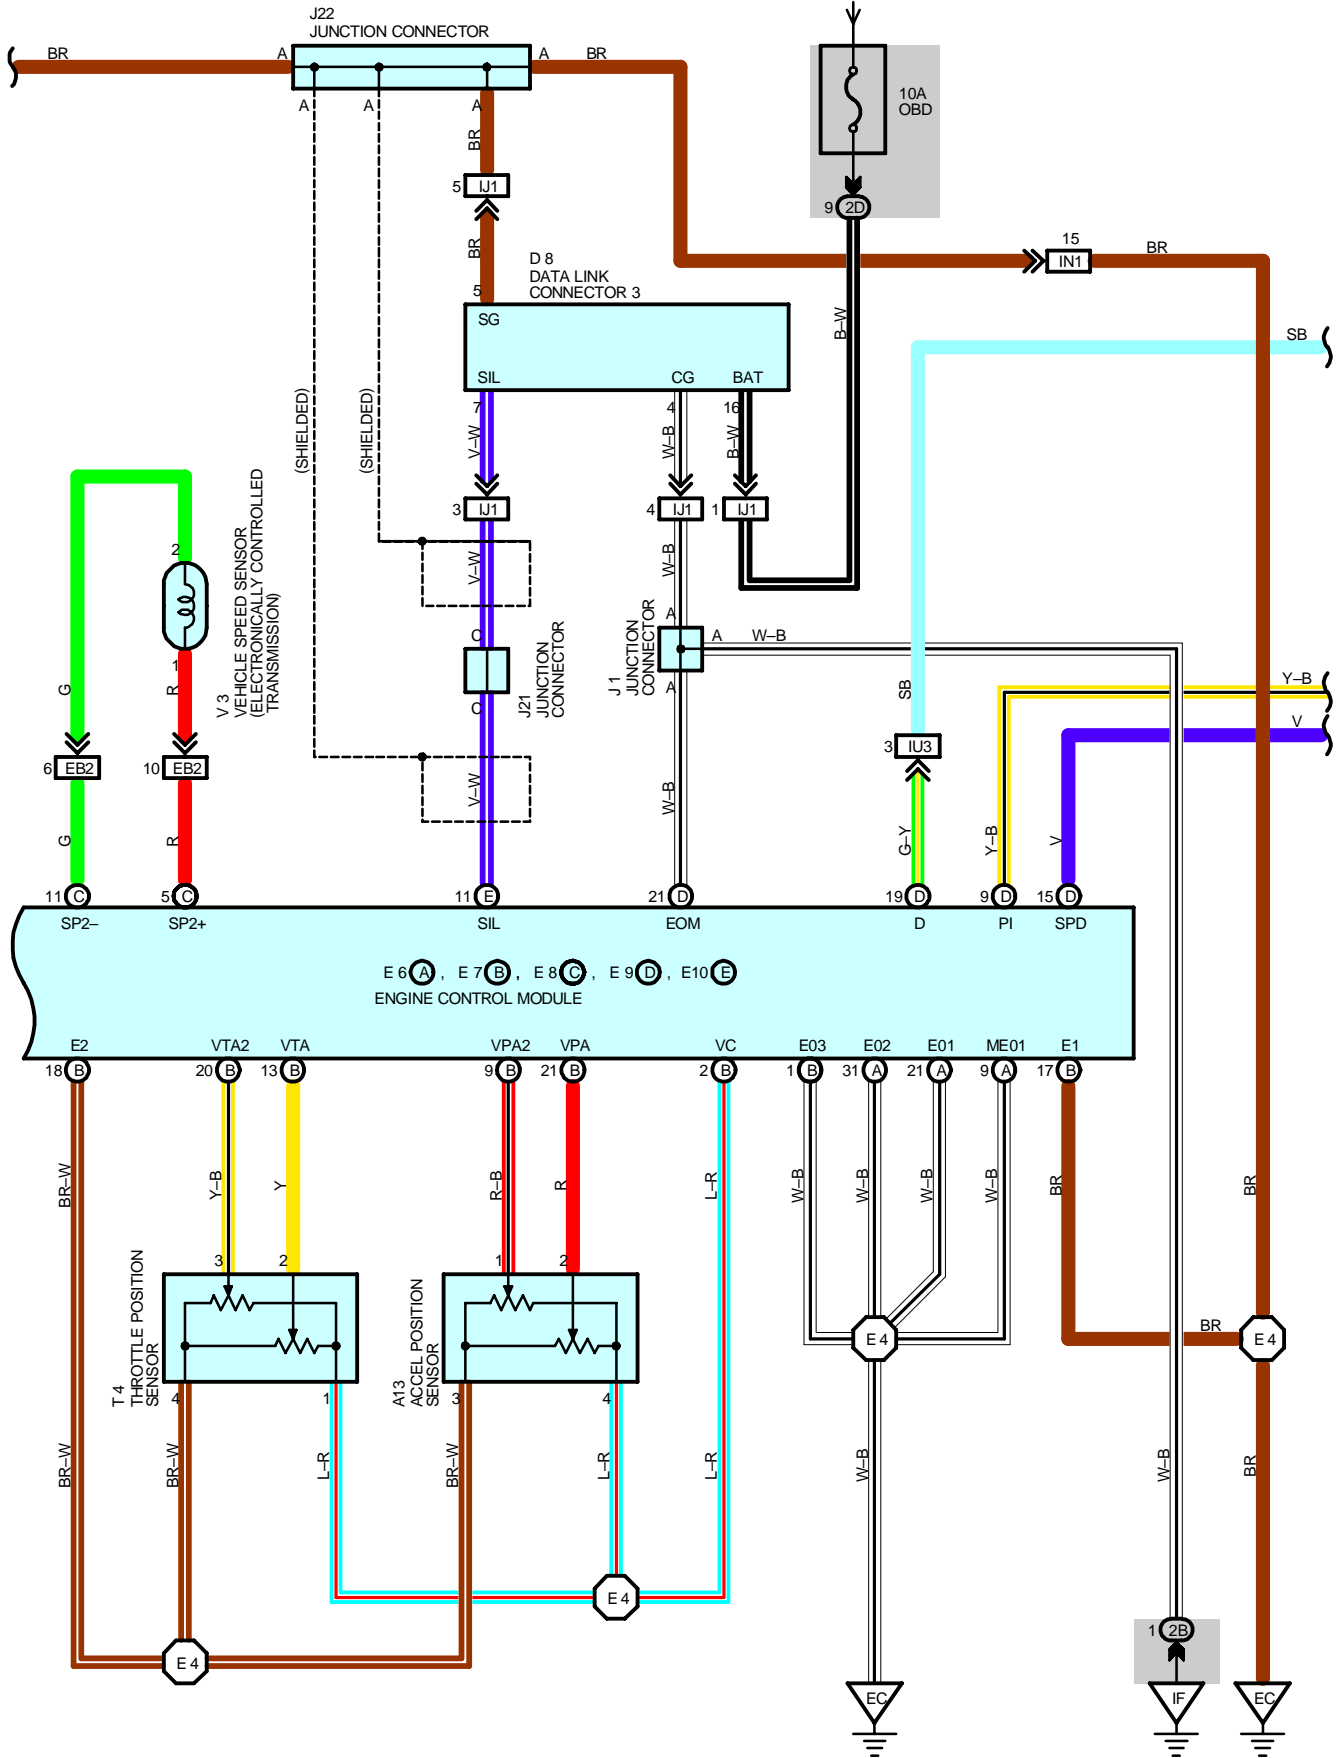 J22
JUNCTION CONNECTOR
BR
A
A
BR
A
A
A
10A
OBD
BR
5
IJ1
9
2D
BR
15
IN1
BR
D 8
DATA LINK
CONNECTOR 3
5
SG
B–W
SB
SIL
CG
BAT
7
4
16
(SHIELDED)
(SHIELDED)
V–W
W–B
B–W
3
IJ1
4
IJ1
1
IJ1
2
V–W
W–B
V 3
VEHICLE SPEED SENSOR
(ELECTRONICALLY CONTROLLED
TRANSMISSION)
1
C
C
J21
JUNCTION
CONNECTOR
A
A
W–B
A
J 1
JUNCTION
CONNECTOR
G
R
SB
Y–B
V
6
EB2
10
EB2
3
IU3
G
R
V–W
W–B
G–Y
Y–B
V
11
C
5
C
11
E
21
D
19
D
9
D
15
D
SP2–
SP2+
SIL
EOM
D
PI
SPD
E 6 A , E 7 B , E 8 C , E 9 D , E10 E
ENGINE CONTROL MODULE
E2
VTA2
VTA
VPA2
VPA
VC
E03
E02
E01
ME01
E1
18
B
20
B
13
B
9
B
21
B
2
B
1
B
31
A
21
A
9
A
17
B
BR–W
Y–B
Y
R–B
R
L–R
W–B
W–B
W–B
W–B
BR
BR
3
2
1
2
T 4
THROTTLE POSITION
SENSOR
A13
ACCEL POSITION
SENSOR
4
1
3
4
E 4
BR
E 4
BR–W
BR–W
L–R
BR–W
L–R
L–R
W–B
W–B
BR
E 4
E 4
1
2B
EC
IF
EC